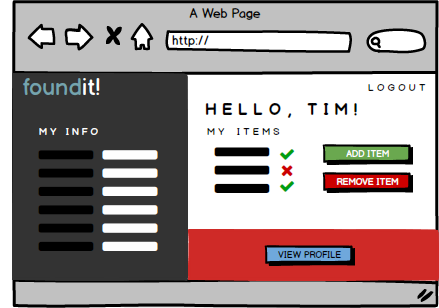 A Web Page
http://
foundit!
LOGOUT
HELLO, TIM!
MY INFO
MY ITEMS
ADD ITEM
REMOVE ITEM
VIEW PROFILE